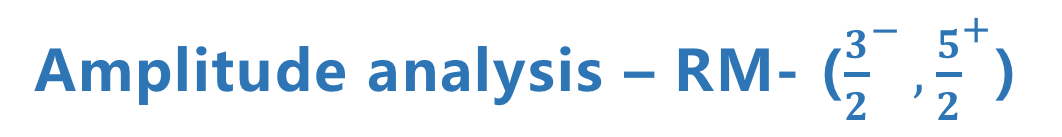 Amplitude analysis – RM- (3/2⁻, 5/2⁺)